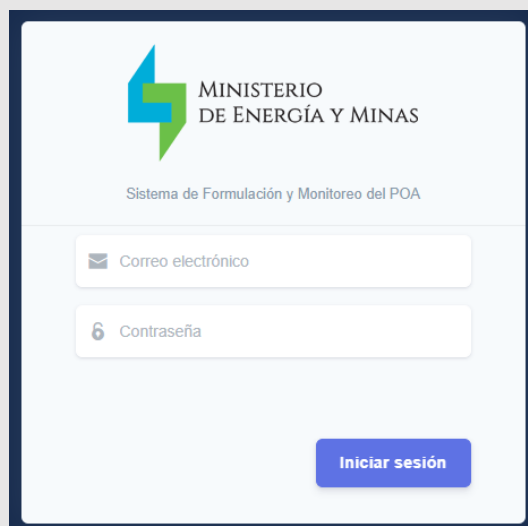 MINISTERIO
DE ENERGÍA Y MINAS
Sistema de Formulación y Monitoreo del POA
Correo electrónico
Contraseña
Iniciar sesión